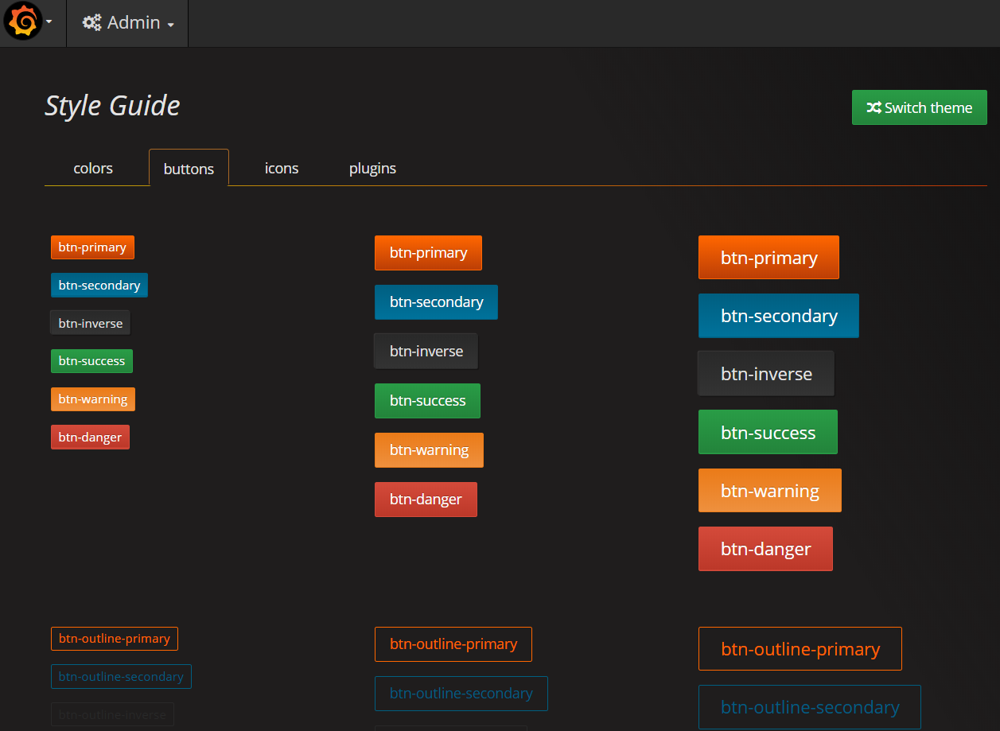 Admin
Style Guide
Switch theme
colors
buttons
icons
plugins
btn-primary
btn-secondary
btn-inverse
btn-success
btn-warning
btn-danger
btn-primary
btn-secondary
btn-inverse
btn-success
btn-warning
btn-danger
btn-primary
btn-secondary
btn-inverse
btn-success
btn-warning
btn-danger
btn-outline-primary
btn-outline-secondary
btn-outline-inverse
btn-outline-primary
btn-outline-secondary
btn-outline-primary
btn-outline-secondary